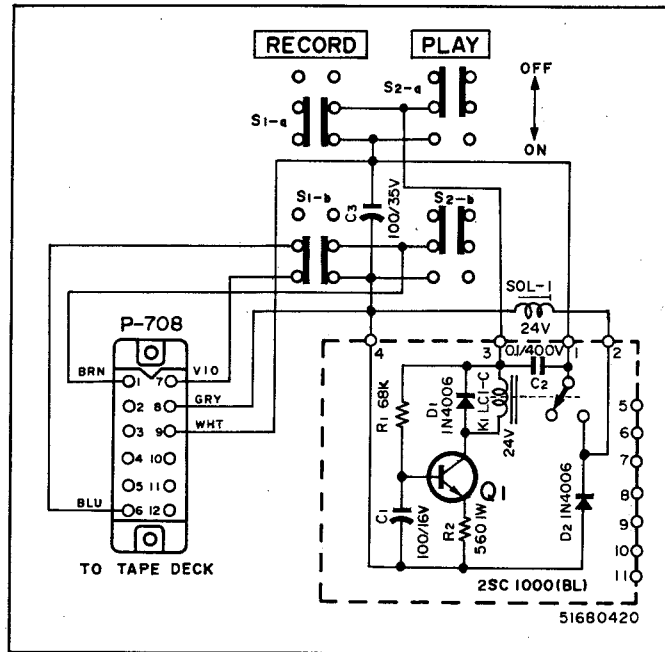 RECORD PLAY
OFF
ON
S1-a
S2-a
S1-b
S2-b
C3
100/35V
SOL-1
24V
P-708
BRN
VIO
GRY
WHT
BLU
1 7
2 8
3 9
4 10
5 11
6 12
TO TAPE DECK
4 3 1 2
0.1/400V
C2
R1 68K
D1
1N4006
K1 LC1-C
24V
Q1
C1
100/16V
R2
560 1W
D2 1N4006
5
6
7
8
9
10
11
2SC 1000(BL)
51680420